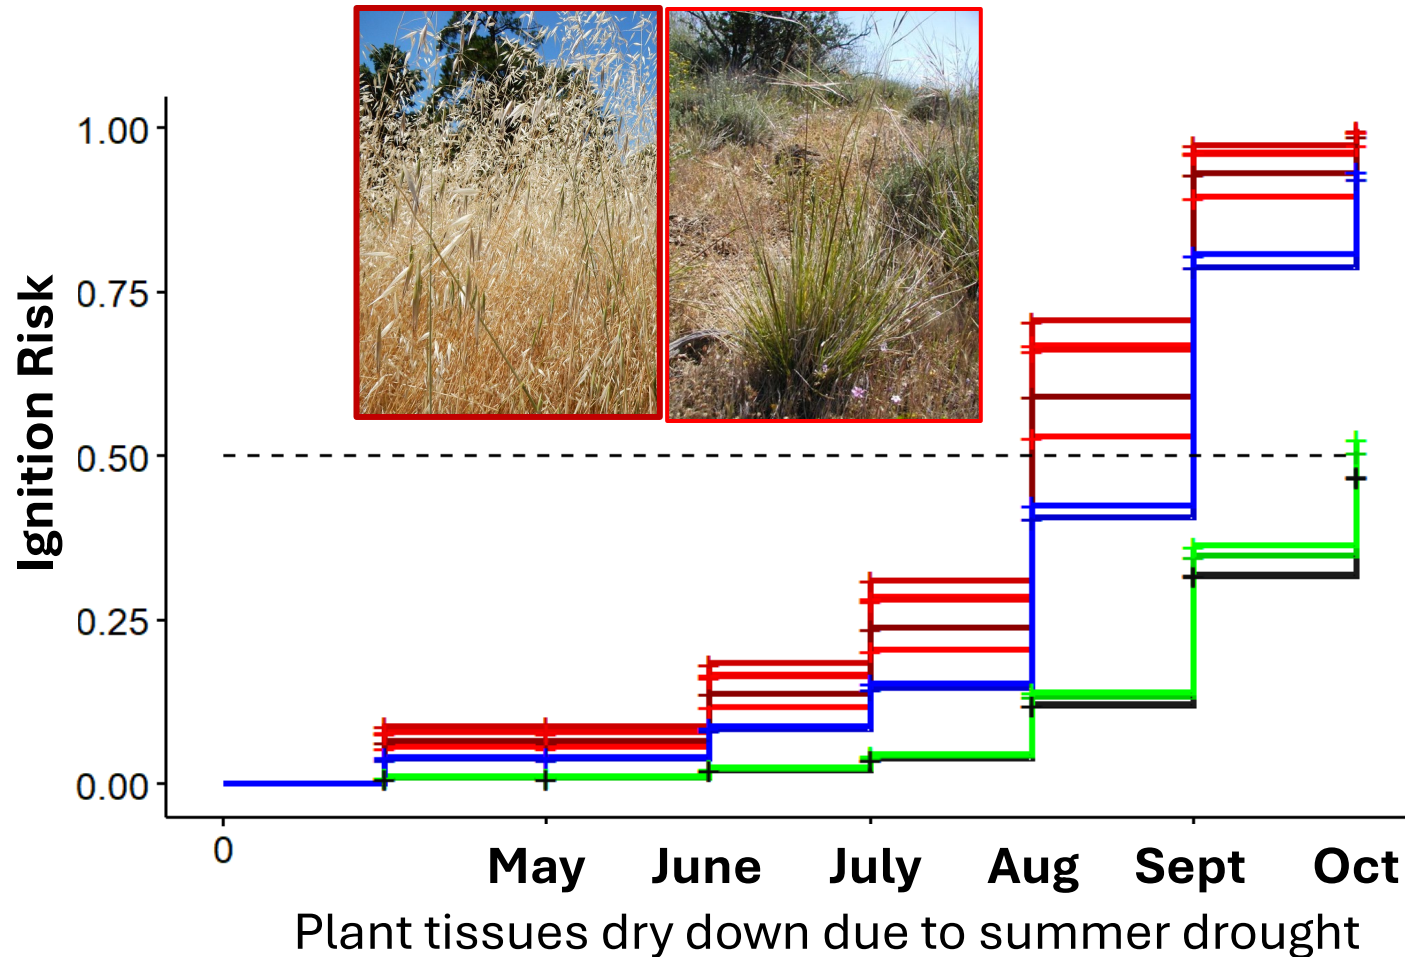 Ignition Risk
1.00
0.75
0.50
0.25
0.00
0
May June July Aug Sept Oct
Plant tissues dry down due to summer drought